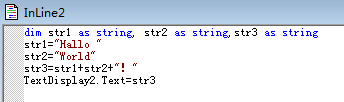 InLine2
dim str1 as string, str2 as string,str3 as string
str1="Hallo "
str2="World"
str3=str1+str2+"! "
TextDisplay2.Text=str3